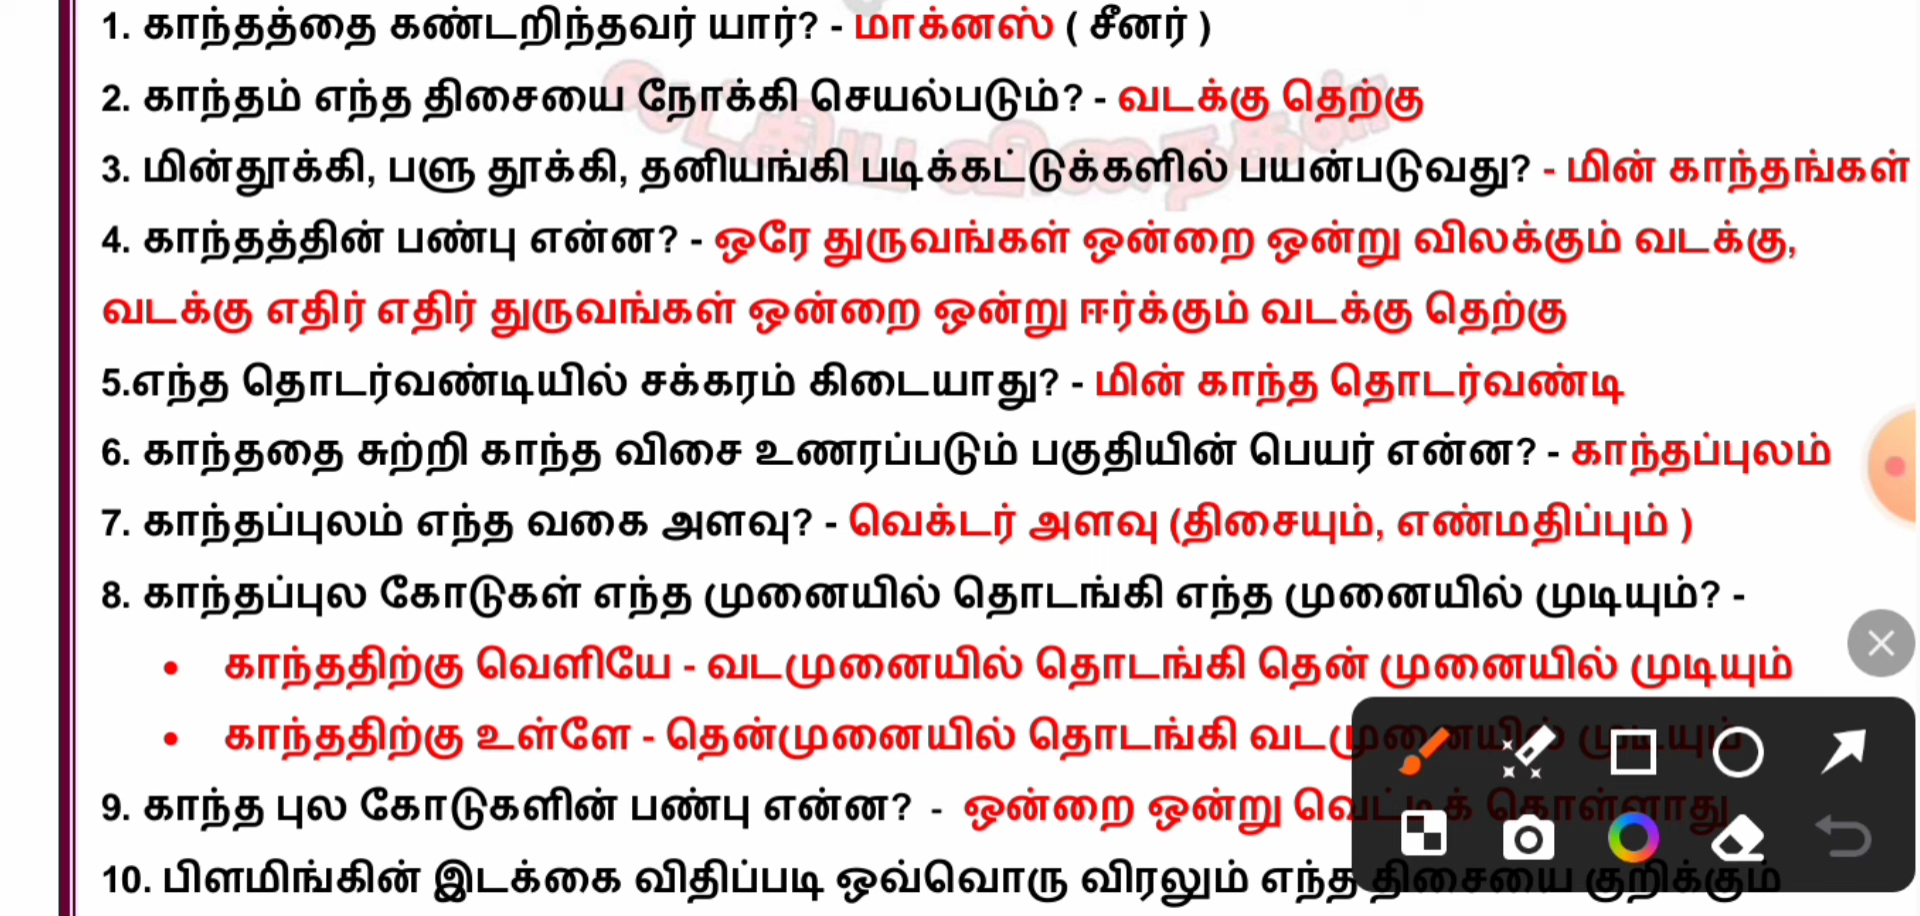 1. காந்தத்தை கண்டறிந்தவர் யார்? - மாக்னஸ் ( சீனர் )
2. காந்தம் எந்த திசையை நோக்கி செயல்படும்? - வடக்கு தெற்கு
3. மின்தூக்கி, பளு தூக்கி, தனியங்கி படிக்கட்டுக்களில் பயன்படுவது? - மின் காந்தங்கள்
4. காந்தத்தின் பண்பு என்ன? - ஒரே துருவங்கள் ஒன்றை ஒன்று விலக்கும் வடக்கு,
வடக்கு எதிர் எதிர் துருவங்கள் ஒன்றை ஒன்று ஈர்க்கும் வடக்கு தெற்கு
5.எந்த தொடர்வண்டியில் சக்கரம் கிடையாது? - மின் காந்த தொடர்வண்டி
6. காந்ததை சுற்றி காந்த விசை உணரப்படும் பகுதியின் பெயர் என்ன? - காந்தப்புலம்
7. காந்தப்புலம் எந்த வகை அளவு? - வெக்டர் அளவு (திசையும், எண்மதிப்பும் )
8. காந்தப்புல கோடுகள் எந்த முனையில் தொடங்கி எந்த முனையில் முடியும்? -
• காந்ததிற்கு வெளியே - வடமுனையில் தொடங்கி தென் முனையில் முடியும்
• காந்ததிற்கு உள்ளே - தென்முனையில் தொடங்கி வடமுனையில் முடியும்
9. காந்த புல கோடுகளின் பண்பு என்ன? - ஒன்றை ஒன்று வெட்டிக் கொள்ளாது
10. பிளமிங்கின் இடக்கை விதிப்படி ஒவ்வொரு விரலும் எந்த திசையை குறிக்கும்